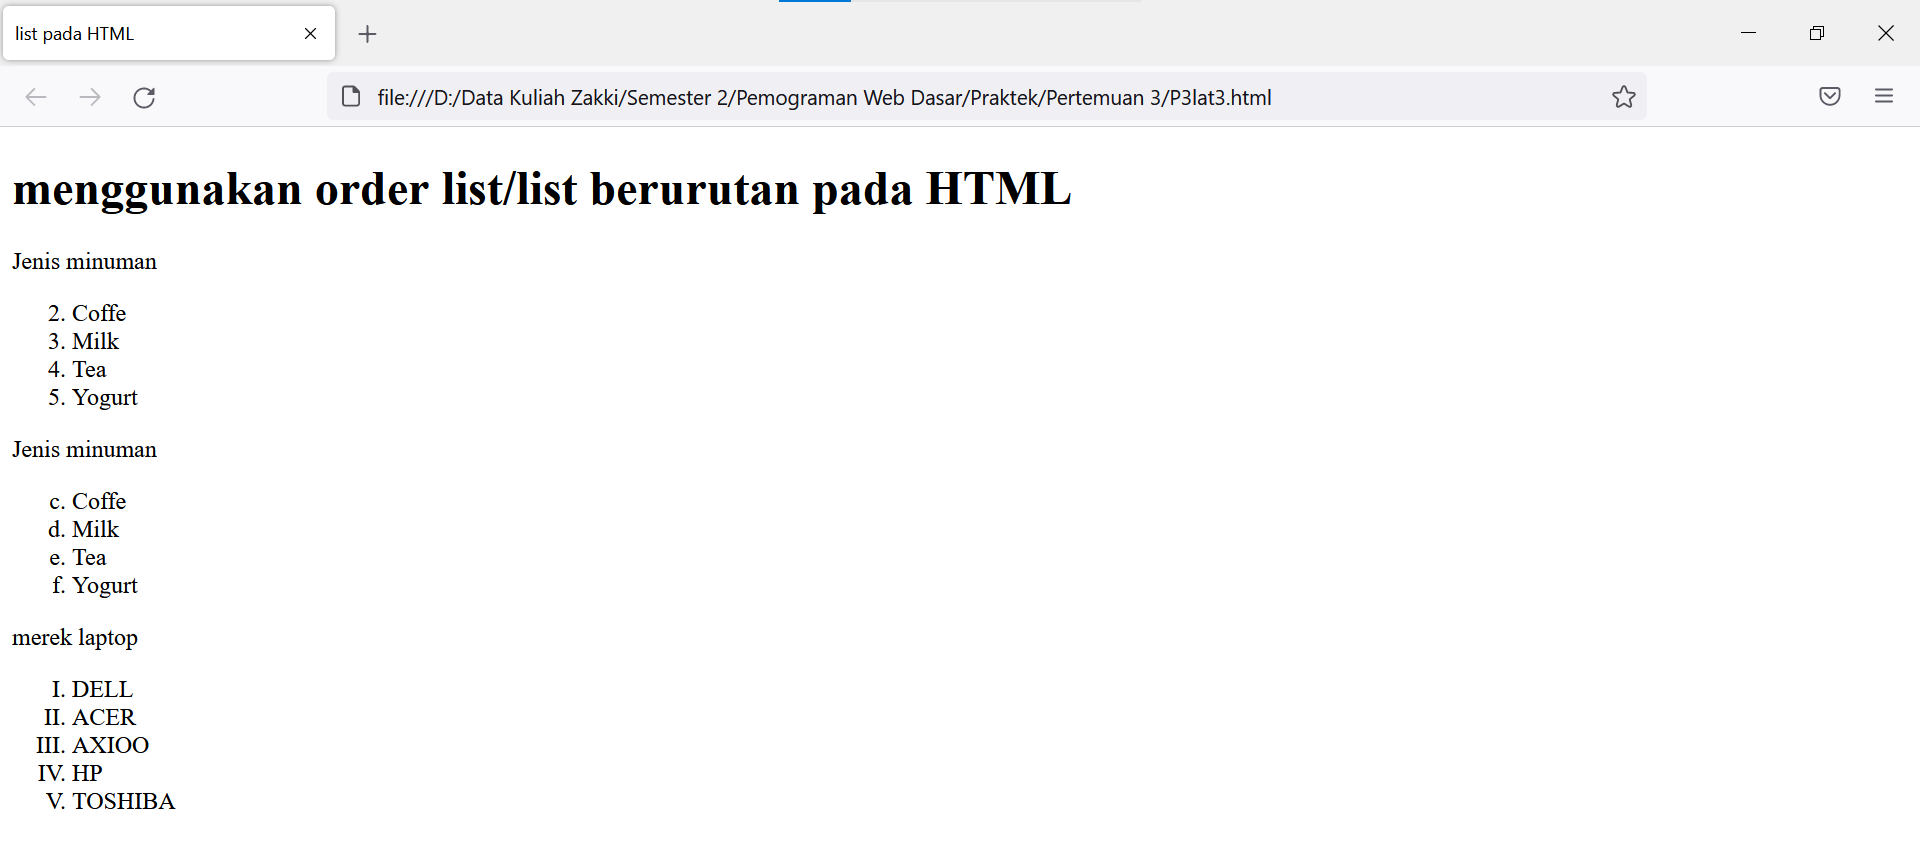 list pada HTML
file:///D:/Data Kuliah Zakki/Semester 2/Pemograman Web Dasar/Praktek/Pertemuan 3/P3lat3.html
menggunakan order list/list berurutan pada HTML
Jenis minuman
2. Coffe
3. Milk
4. Tea
5. Yogurt
Jenis minuman
c. Coffe
d. Milk
e. Tea
f. Yogurt
merek laptop
I. DELL
II. ACER
III. AXIOO
IV. HP
V. TOSHIBA